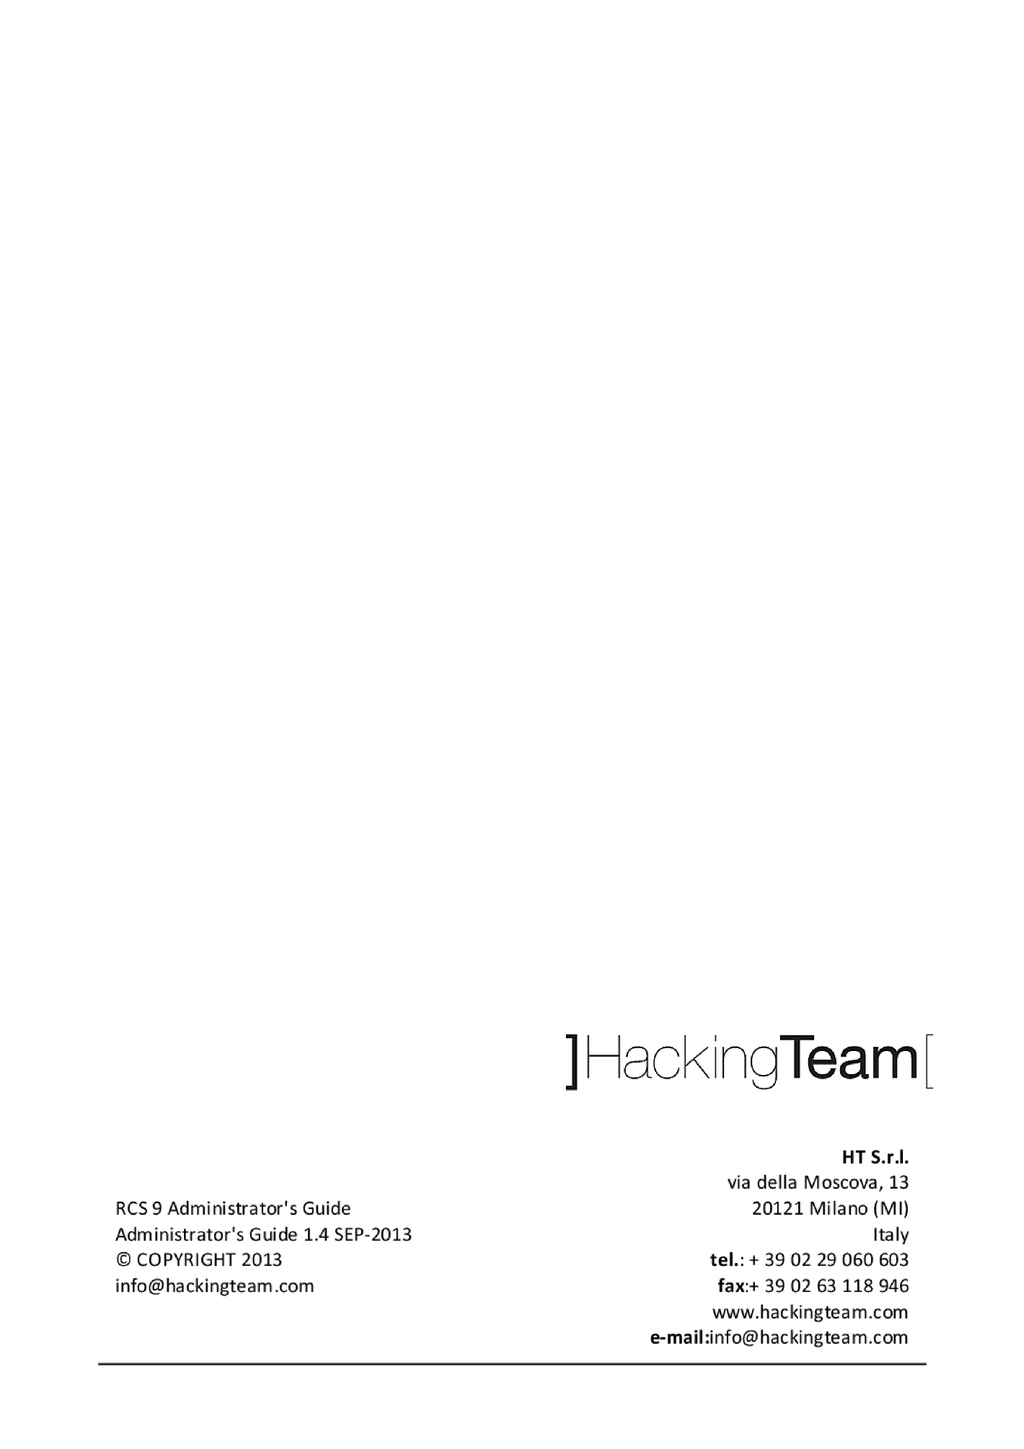 ]HackingTeam[
HT S.r.l.
via della Moscova, 13
20121 Milano (MI)
Italy
tel.: + 39 02 29 060 603
fax:+ 39 02 63 118 946
www.hackingteam.com
e-mail:info@hackingteam.com
RCS 9 Administrator's Guide
Administrator's Guide 1.4 SEP-2013
© COPYRIGHT 2013
info@hackingteam.com